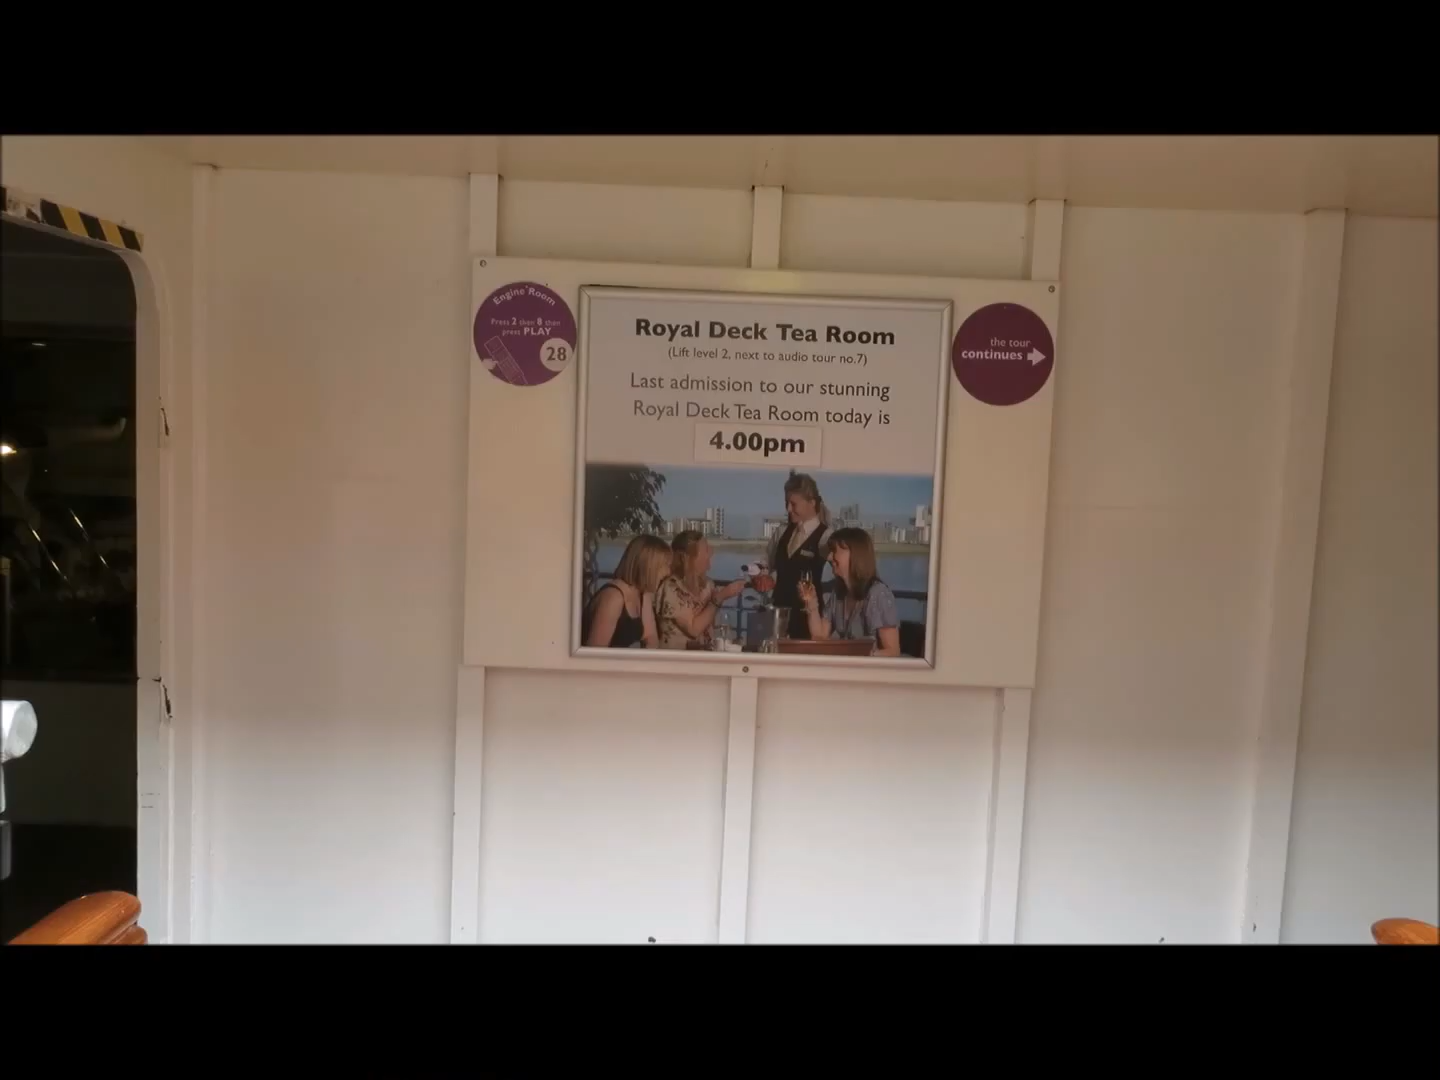 Engine Room
Press 2 then 8 then
press PLAY
28
Royal Deck Tea Room
(Lift level 2, next to audio tour no.7)
Last admission to our stunning
Royal Deck Tea Room today is
4.00pm
the tour
continues